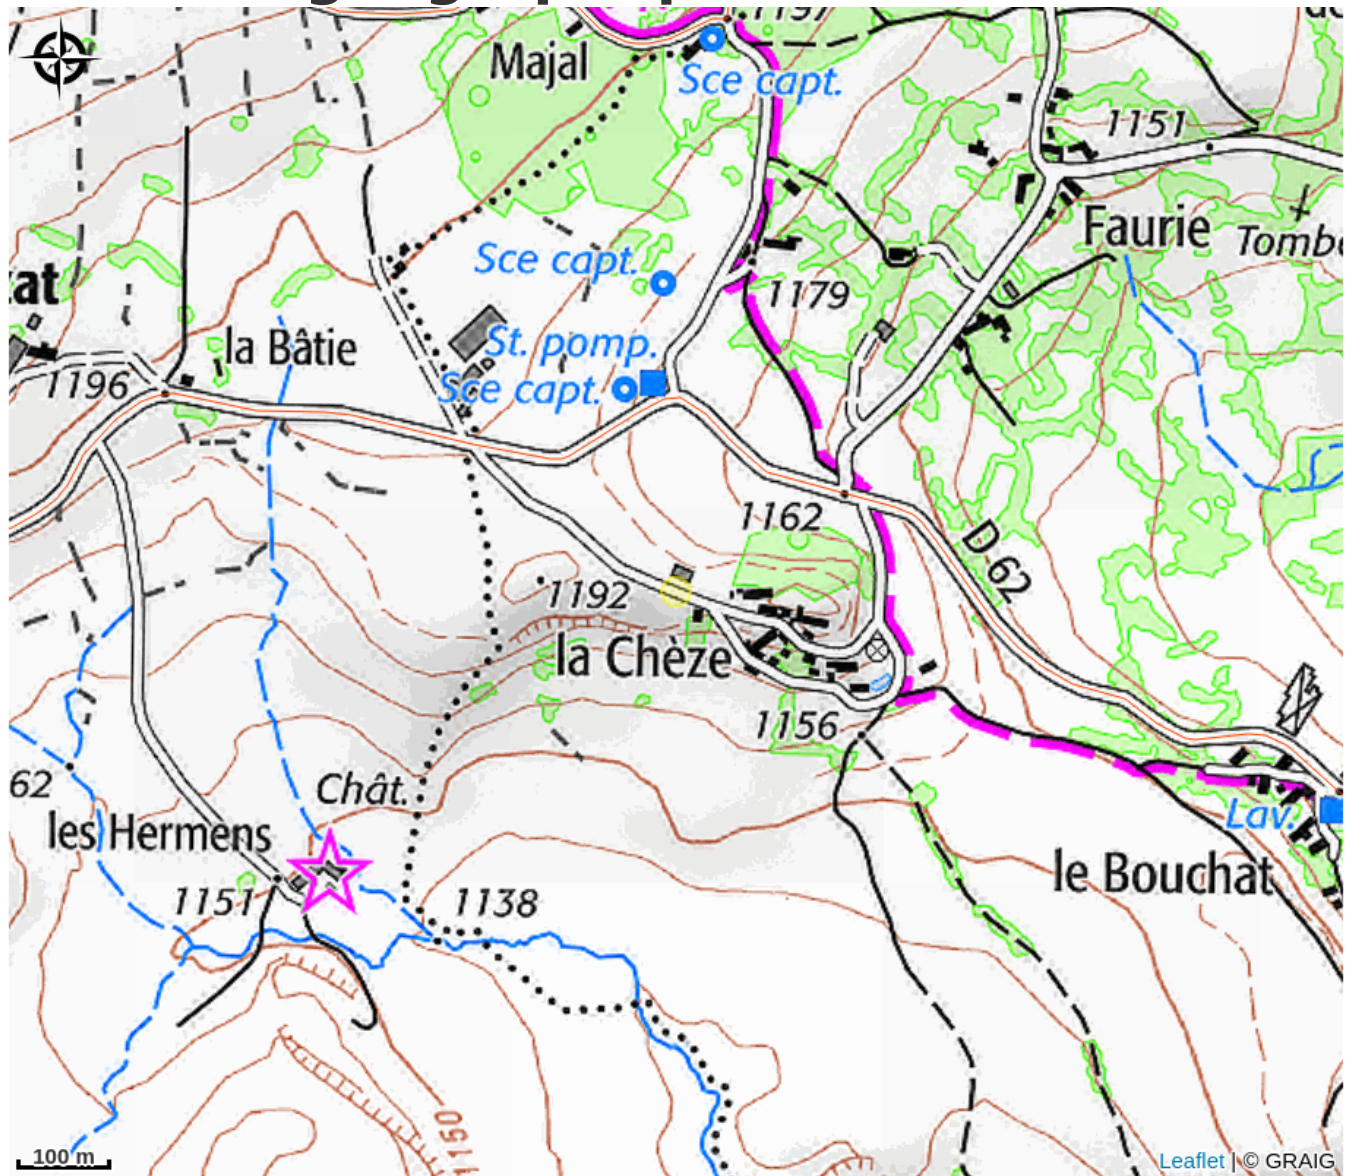 1197
Majal
Sce capt.
1151
Faurie
Sce capt.
1179
la Bâtie
St. pomp.
1196
Sce capt.
1162
D 62
1192
la Chèze
1156
62
Chât.
les Hermens
Lav.
le Bouchat
1151
1138
1150
100 m
Leaflet | © GRAIG